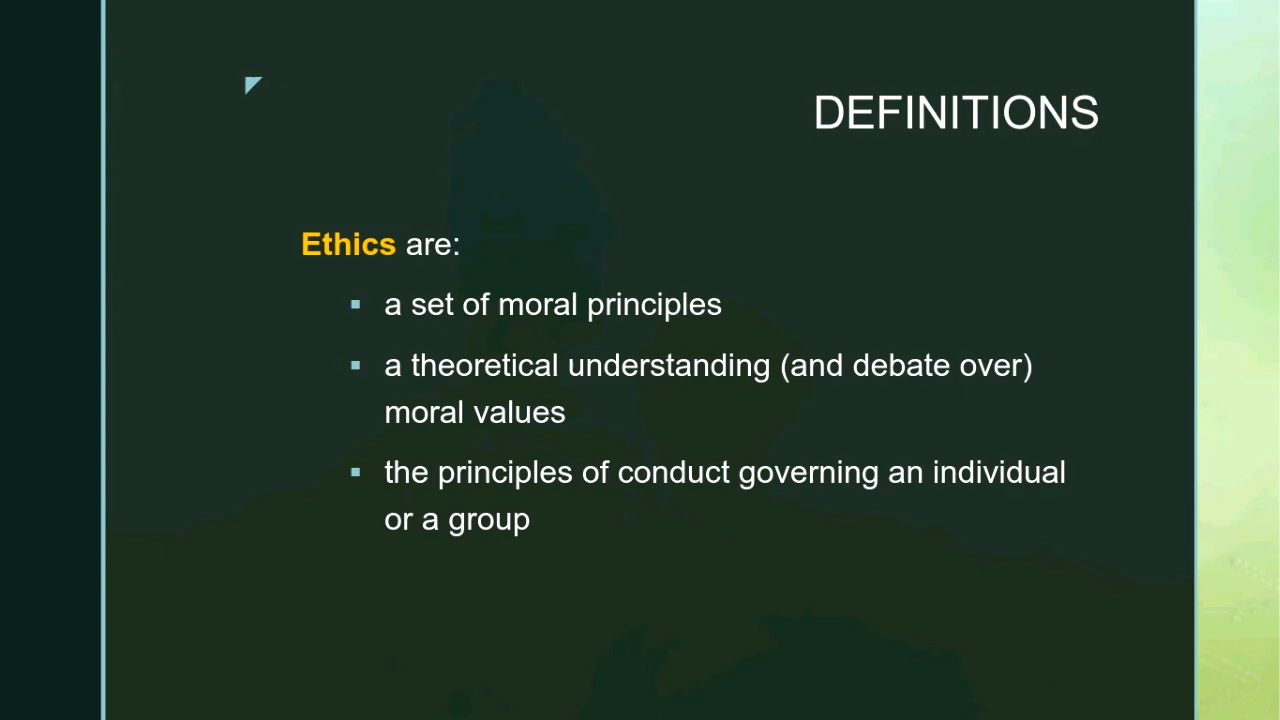 DEFINITIONS
Ethics are:
▪ a set of moral principles
▪ a theoretical understanding (and debate over)
moral values
▪ the principles of conduct governing an individual
or a group